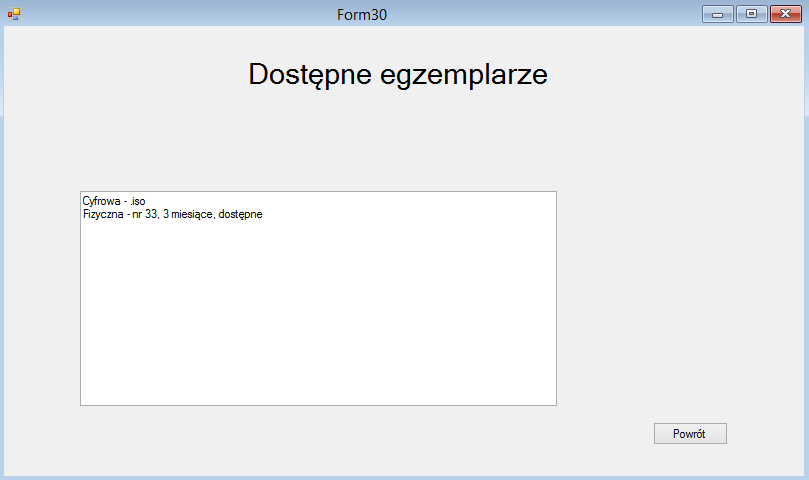 Form30
Dostępne egzemplarze
Cyfrowa - .iso
Fizyczna - nr 33, 3 miesiące, dostępne
Powrót